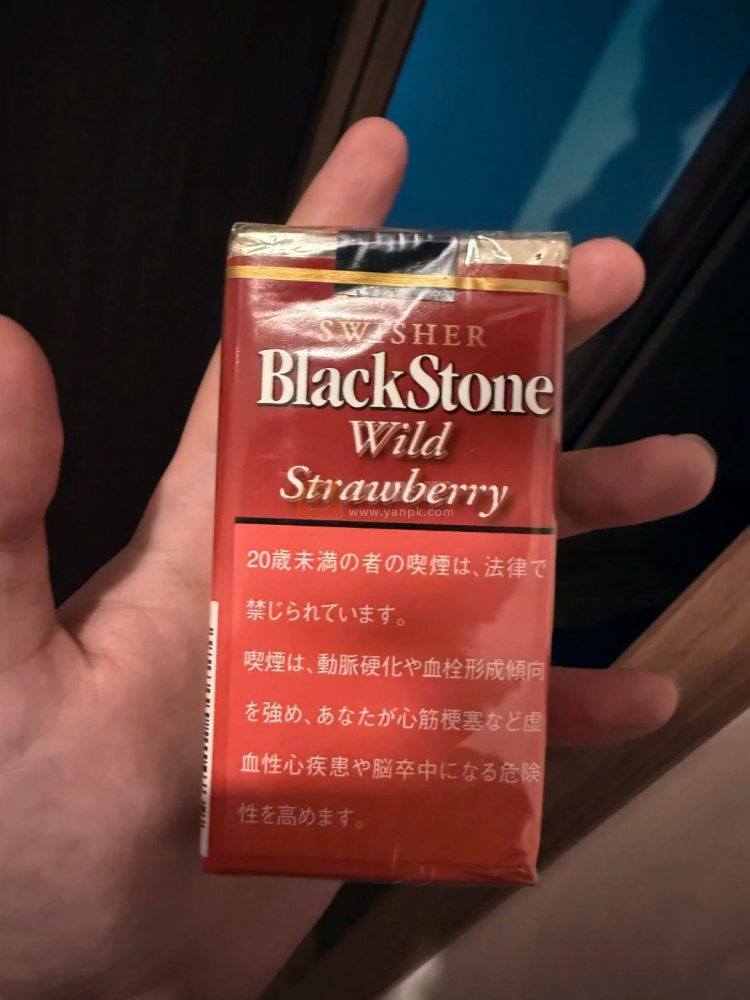 SWISHER
BlackStone
Wild
Strawberry
www.yanpk.com
20歳未満の者の喫煙は、法律で
禁じられています。
喫煙は、動脈硬化や血栓形成傾向
を強め、あなたが心筋梗塞など虚
血性心疾患や脳卒中になる危険
性を高めます。